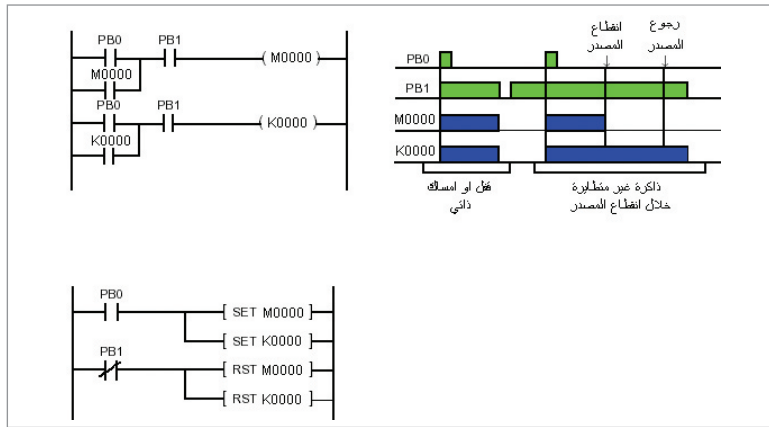 PB0 PB1
M0000
M0000
PB0 PB1
K0000
K0000
انقطاع
المصدر
رجوع
المصدر
PB0
PB1
M0000
K0000
قفل او امساك
ذاتي
ذاكرة غير متطايرة
خلال انقطاع المصدر
PB0
SET M0000
SET K0000
PB1
RST M0000
RST K0000